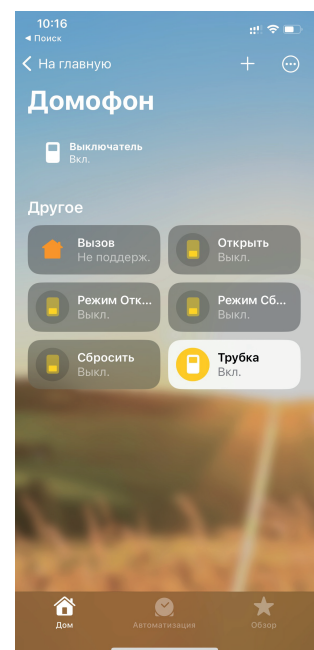 10:16
◀ Поиск
На главную
Домофон
Выключатель
Вкл.
Другое
Вызов
Не поддерж.
Открыть
Выкл.
Режим Отк...
Выкл.
Режим Сб...
Выкл.
Сбросить
Выкл.
Трубка
Вкл.
Дом
Автоматизация
Обзор